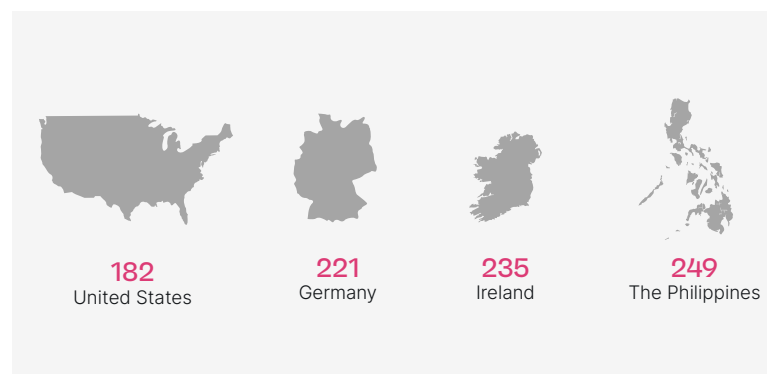 182
United States
221
Germany
235
Ireland
249
The Philippines